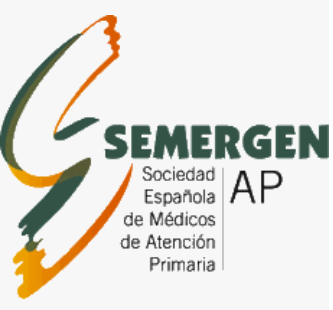 SEMERGEN
Sociedad
Española
de Médicos
de Atención
Primaria
AP